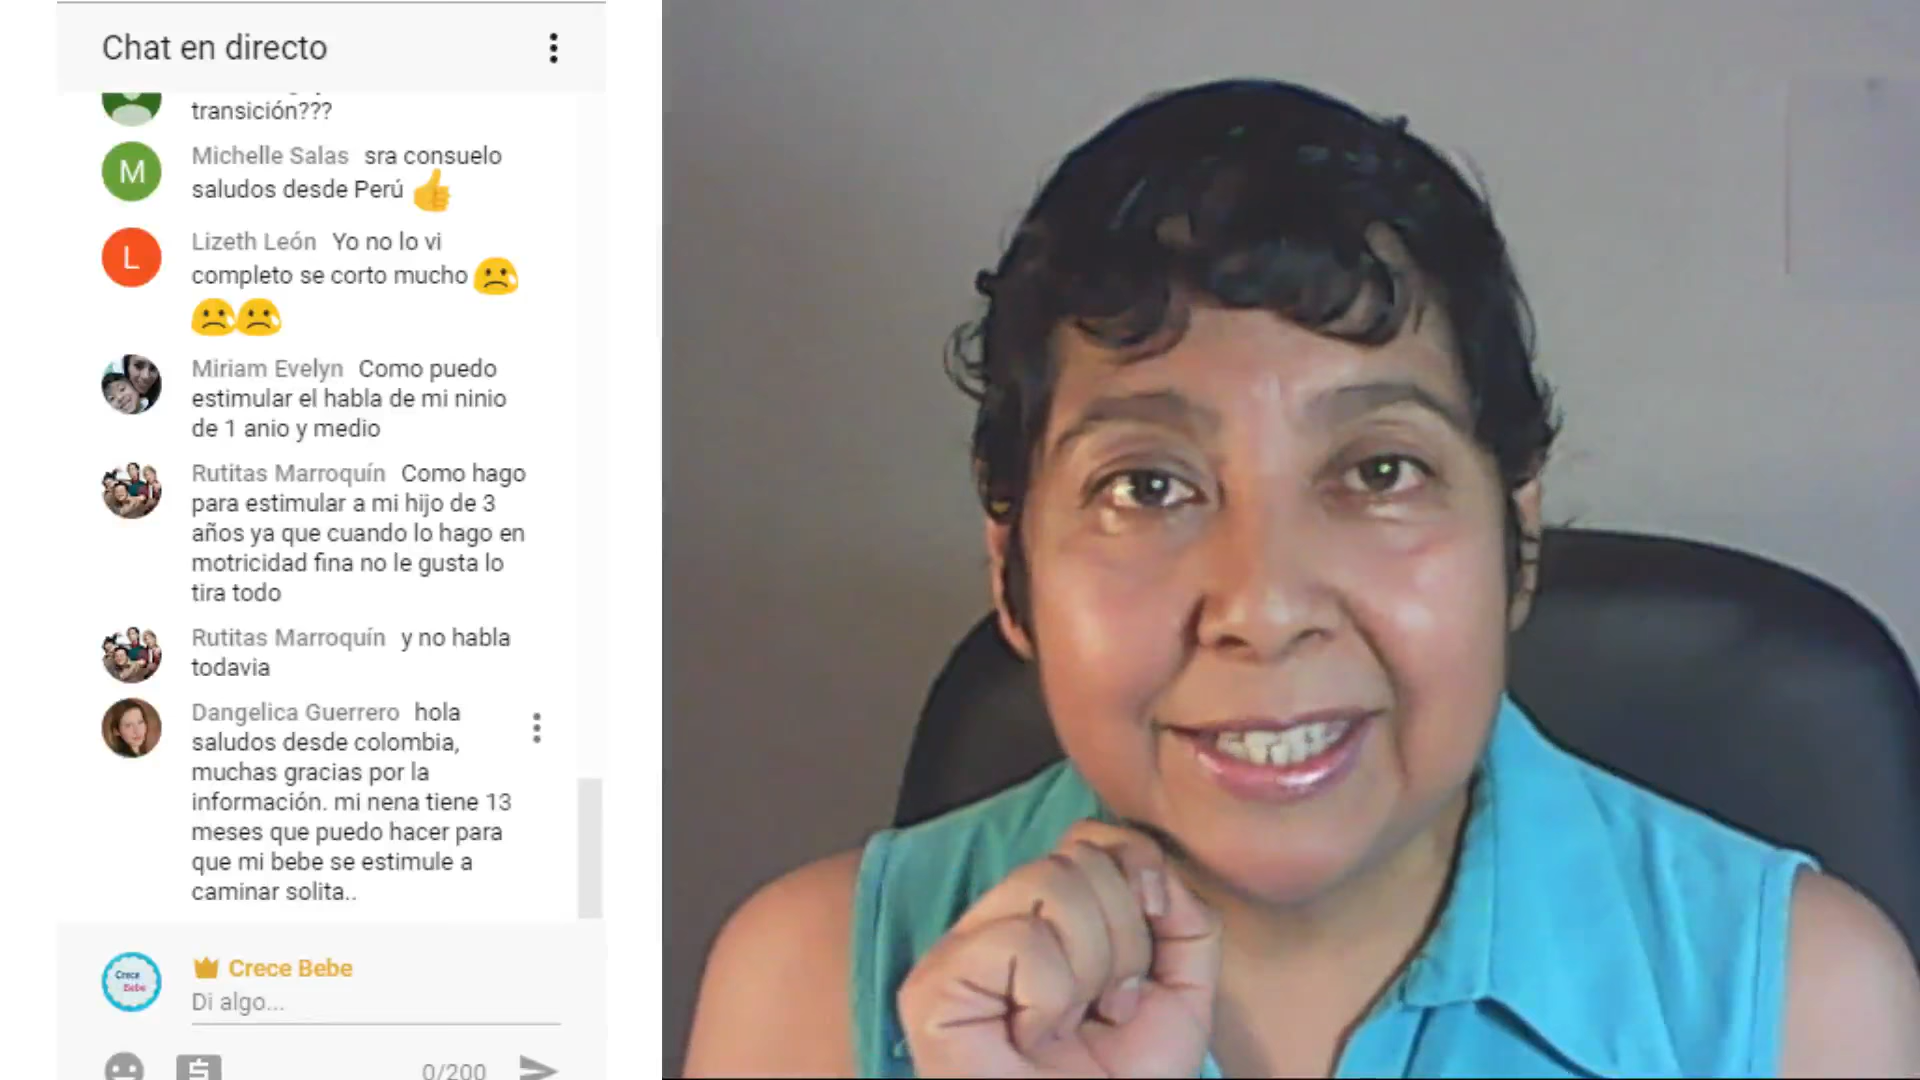 Chat en directo
transición???
M
Michelle Salas sra consuelo
saludos desde Perú
L
Lizeth León Yo no lo vi
completo se corto mucho
Miriam Evelyn Como puedo
estimular el habla de mi ninio
de 1 anio y medio
Rutitas Marroquín Como hago
para estimular a mi hijo de 3
años ya que cuando lo hago en
motricidad fina no le gusta lo
tira todo
Rutitas Marroquín y no habla
todavia
Dangelica Guerrero hola
saludos desde colombia,
muchas gracias por la
información. mi nena tiene 13
meses que puedo hacer para
que mi bebe se estimule a
caminar solita..
Crece
Bebe
Crece Bebe
Di algo...
$
0/200